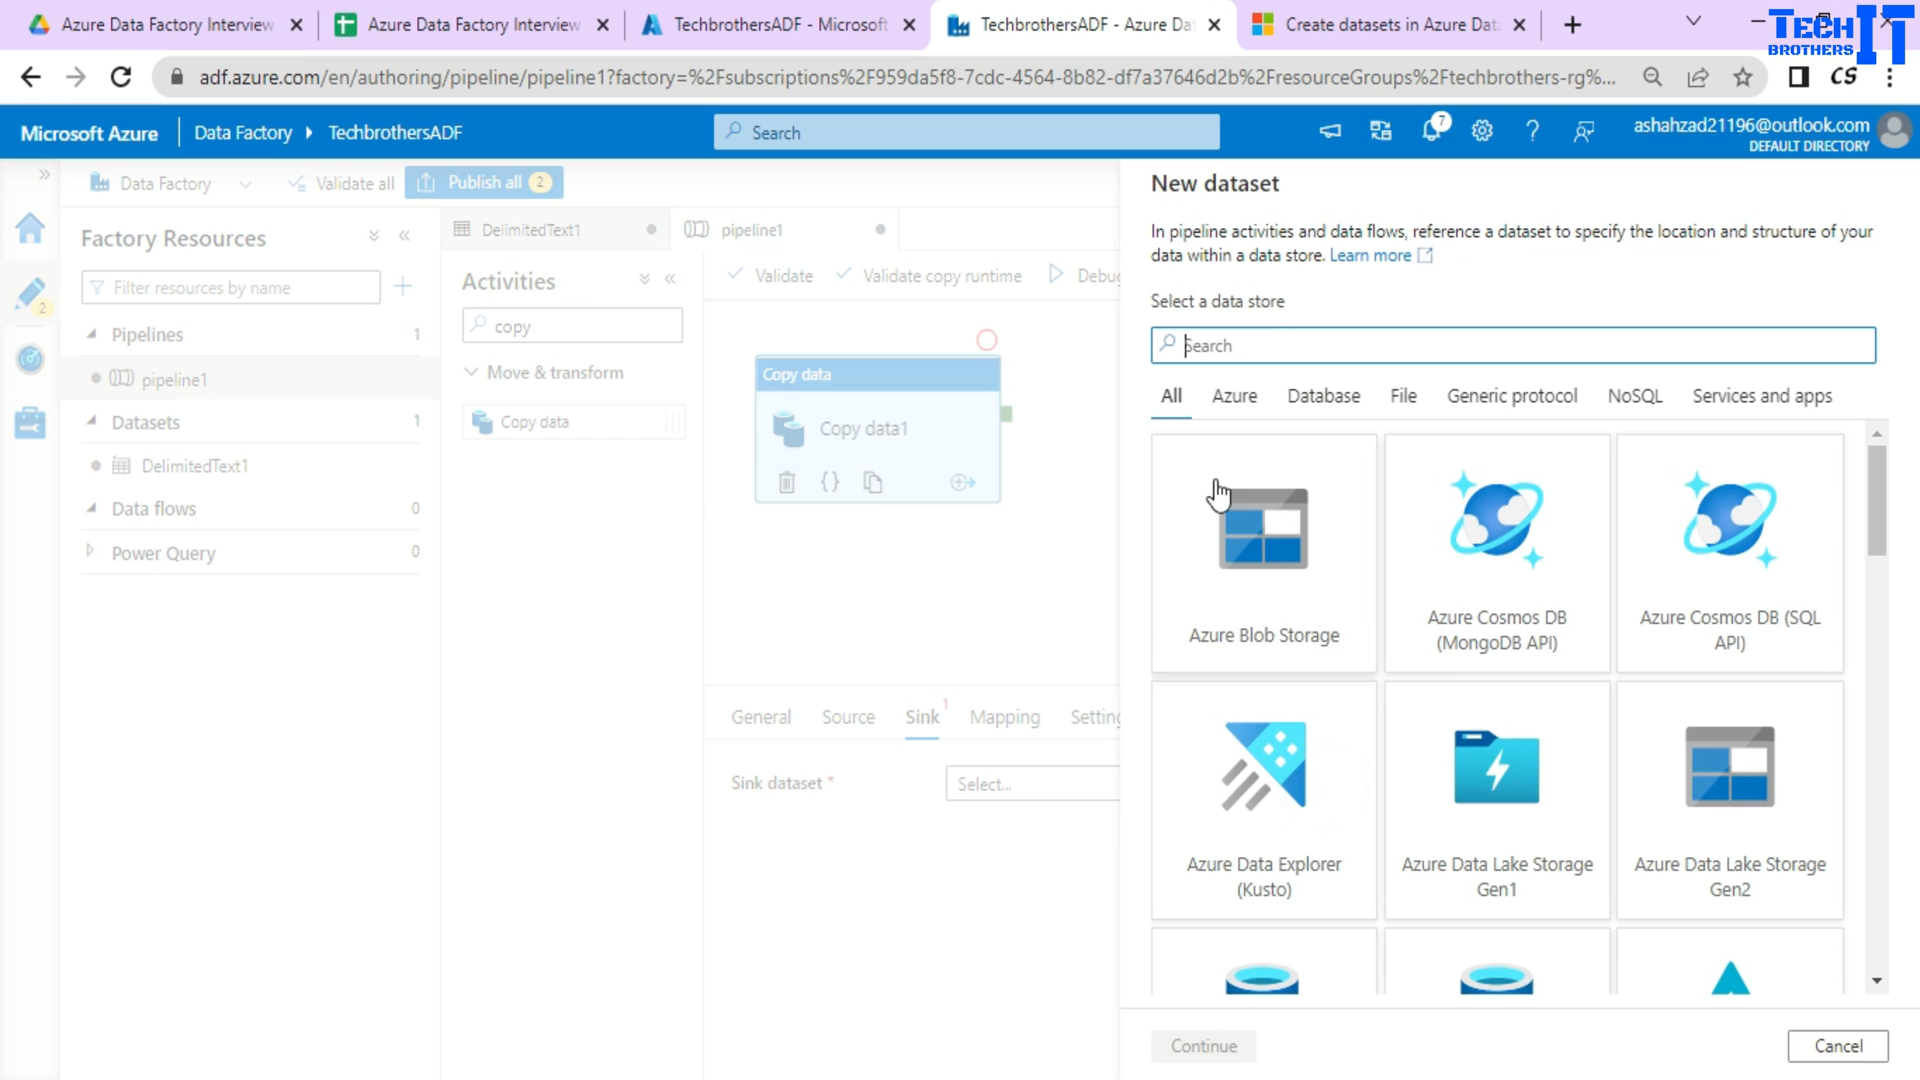 Azure Data Factory Interview
Azure Data Factory Interview
TechbrothersADF - Microsoft
TechbrothersADF - Azure Da
Create datasets in Azure Data
TECH IT
BROTHERS
adf.azure.com/en/authoring/pipeline/pipeline1?factory=%2Fsubscriptions%2F959da5f8-7cdc-4564-8b82-df7a37646d2b%2FresourceGroups%2Ftechbrothers-rg%...
CS
Microsoft Azure
Data Factory
TechbrothersADF
Search
7
ashahzad21196@outlook.com
DEFAULT DIRECTORY
Data Factory
Validate all
Publish all 2
2
Factory Resources
Filter resources by name
Pipelines 1
pipeline1
Datasets 1
DelimitedText1
Data flows 0
Power Query 0
DelimitedText1
pipeline1
Activities
copy
Move & transform
Copy data
Validate
Validate copy runtime
Debug
Copy data
Copy data1
General
Source
Sink 1
Mapping
Setting
Sink dataset *
Select...
New dataset
In pipeline activities and data flows, reference a dataset to specify the location and structure of your
data within a data store. Learn more
Select a data store
Search
All
Azure
Database
File
Generic protocol
NoSQL
Services and apps
Azure Blob Storage
Azure Cosmos DB
(MongoDB API)
Azure Cosmos DB (SQL
API)
Azure Data Explorer
(Kusto)
Azure Data Lake Storage
Gen1
Azure Data Lake Storage
Gen2
Continue
Cancel